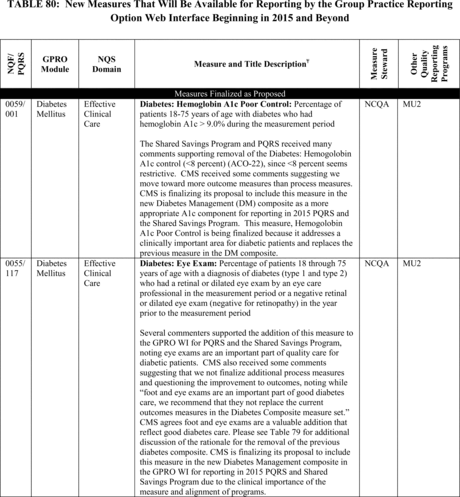 TABLE 80:  New Measures That Will Be Available for Reporting by the Group Practice Reporting
Option Web Interface Beginning in 2015 and Beyond
NQF/
PQRS
GPRO
Module
NQS
Domain
Measure and Title Description¥
Measure
Steward
Other
Quality
Reporting
Programs
Measures Finalized as Proposed
0059/
001
Diabetes
Mellitus
Effective
Clinical
Care
Diabetes: Hemoglobin A1c Poor Control: Percentage of
patients 18-75 years of age with diabetes who had
hemoglobin A1c > 9.0% during the measurement period
The Shared Savings Program and PQRS received many
comments supporting removal of the Diabetes: Hemogolobin
A1c control (<8 percent) (ACO-22), since <8 percent seems
restrictive.  CMS received some comments suggesting we
move toward more outcome measures than process measures.
CMS is finalizing its proposal to include this measure in the
new Diabetes Management (DM) composite as a more
appropriate A1c component for reporting in 2015 PQRS and
the Shared Savings Program.  This measure, Hemoglobin
A1c Poor Control is being finalized because it addresses a
clinically important area for diabetic patients and replaces the
previous measure in the DM composite.
NCQA
MU2
0055/
117
Diabetes
Mellitus
Effective
Clinical
Care
Diabetes: Eye Exam: Percentage of patients 18 through 75
years of age with a diagnosis of diabetes (type 1 and type 2)
who had a retinal or dilated eye exam by an eye care
professional in the measurement period or a negative retinal
or dilated eye exam (negative for retinopathy) in the year
prior to the measurement period
Several commenters supported the addition of this measure to
the GPRO WI for PQRS and the Shared Savings Program,
noting eye exams are an important part of quality care for
diabetic patients.  CMS also received some comments
suggesting that we not finalize additional process measures
and questioning the improvement to outcomes, noting while
“foot and eye exams are an important part of good diabetes
care, we recommend that they not replace the current
outcomes measures in the Diabetes Composite measure set.”
CMS agrees foot and eye exams are a valuable addition that
reflect good diabetes care. Please see Table 79 for additional
discussion of the rationale for the removal of the previous
diabetes composite. CMS is finalizing its proposal to include
this measure in the new Diabetes Management composite in
the GPRO WI for reporting in 2015 PQRS and Shared
Savings Program due to the clinical importance of the
measure and alignment of programs.
NCQA
MU2